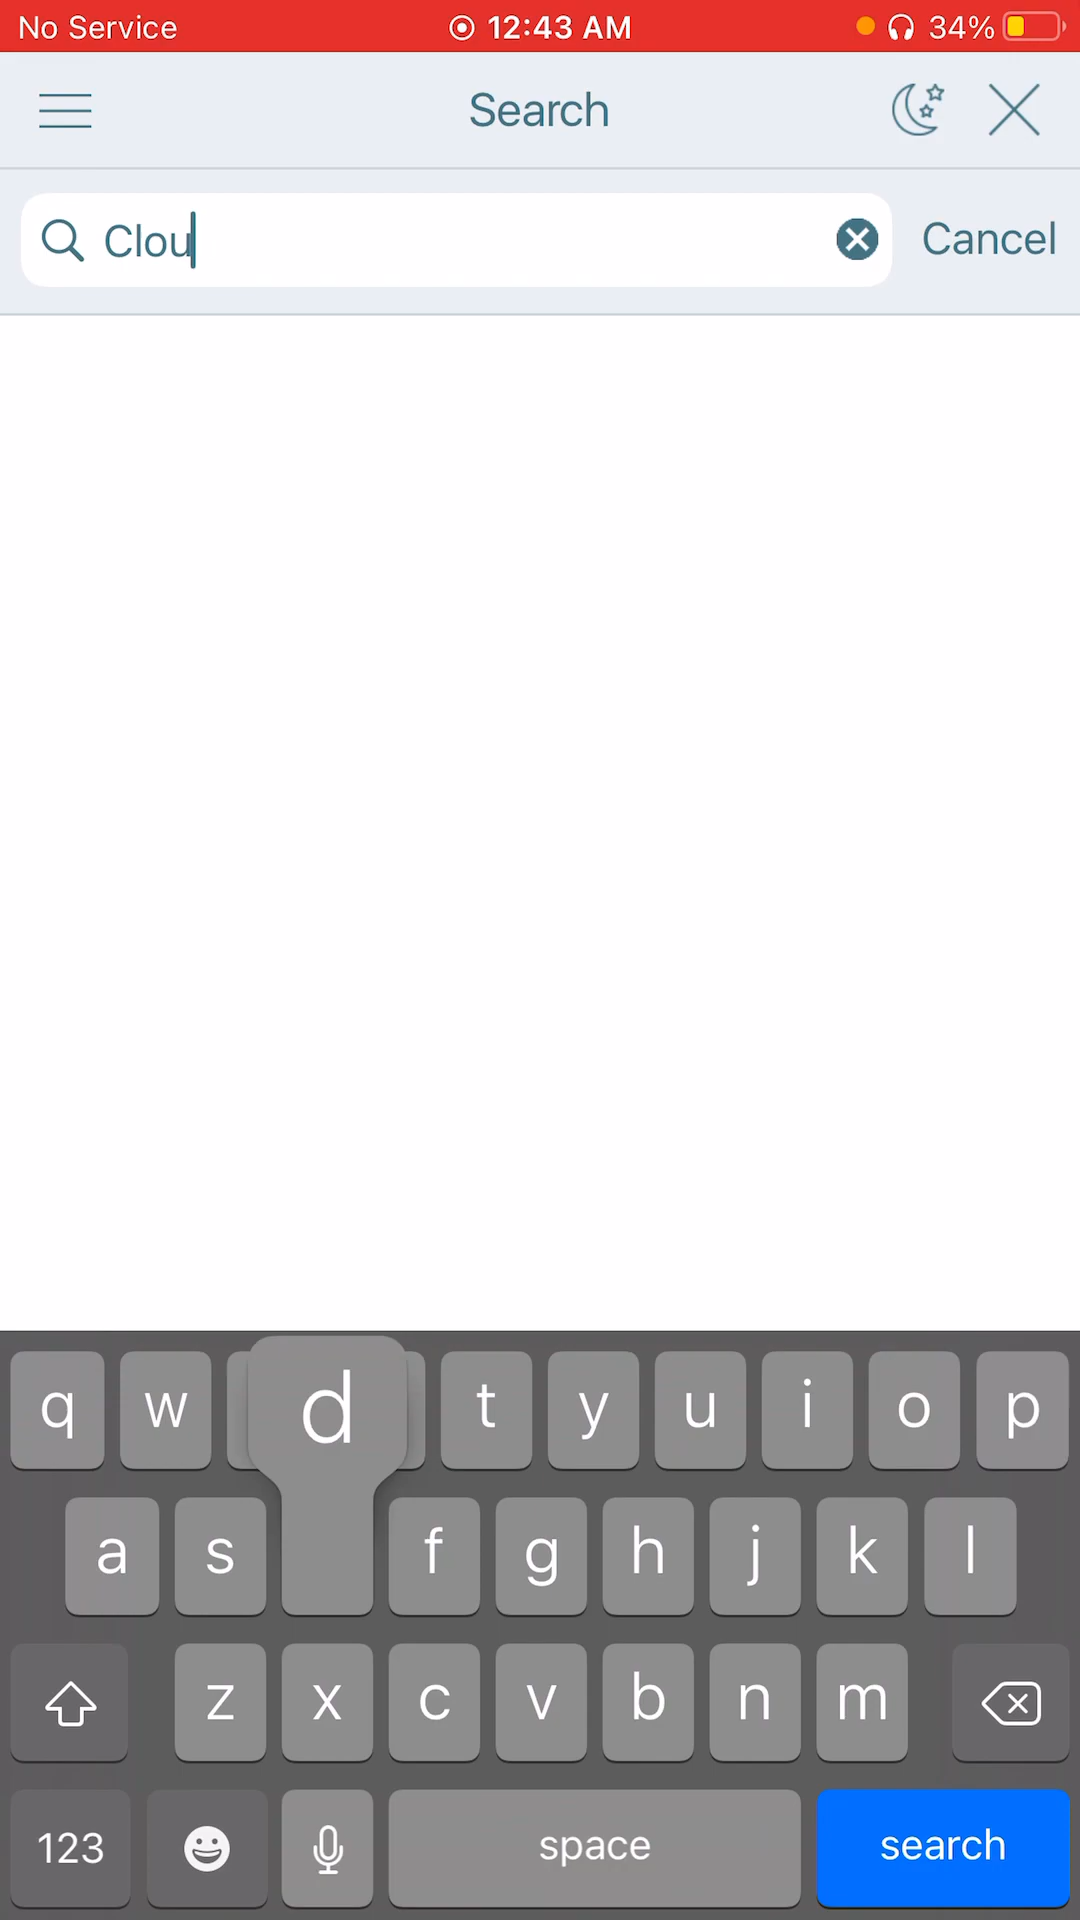 No Service 12:43 AM 34%
Search
Clou Cancel
q w d t y u i o p
a s f g h j k l
z x c v b n m
123 space search